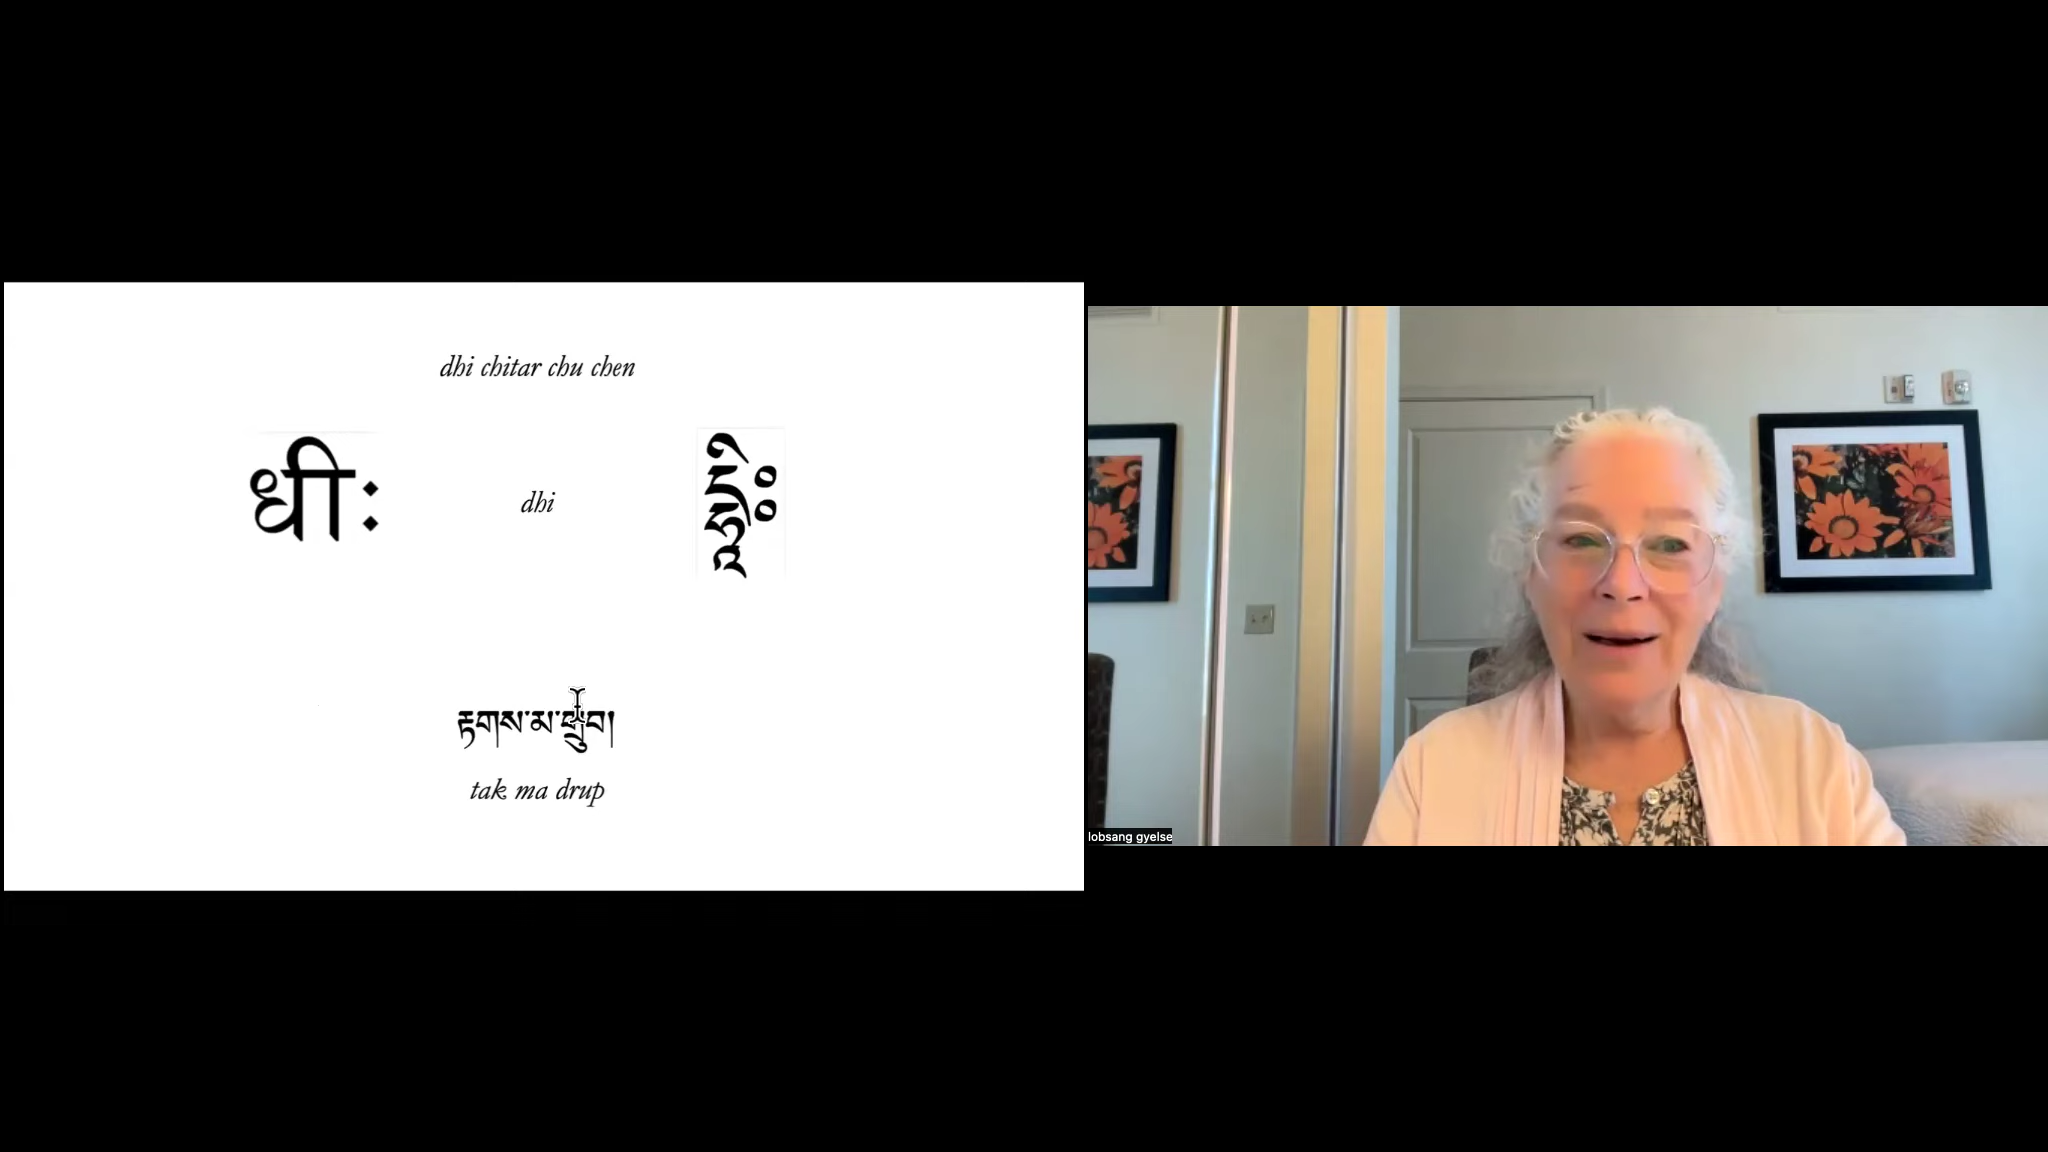 dhi chitar chu chen
धीः
dhi
དྷཱིཿ
རྟགས་མ་གྲུབ།
tak ma drup
lobsang gyelse